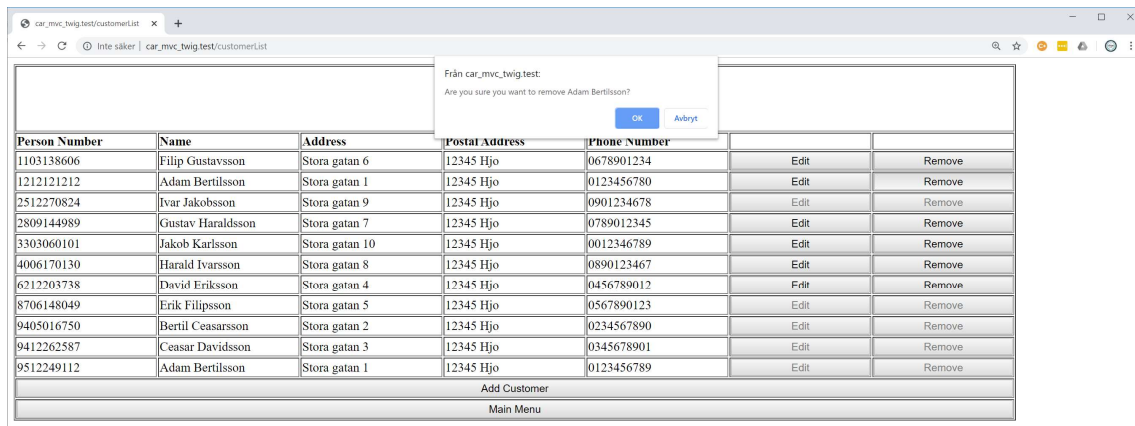 car_mvc_twig.test/customerList
Inte säker | car_mvc_twig.test/customerList
Från car_mvc_twig.test:
Are you sure you want to remove Adam Bertilsson?
OK Avbryt
Person Number Name Address Postal Address Phone Number
1103138606 Filip Gustavsson Stora gatan 6 12345 Hjo 0678901234 Edit Remove
1212121212 Adam Bertilsson Stora gatan 1 12345 Hjo 0123456780 Edit Remove
2512270824 Ivar Jakobsson Stora gatan 9 12345 Hjo 0901234678 Edit Remove
2809144989 Gustav Haraldsson Stora gatan 7 12345 Hjo 0789012345 Edit Remove
3303060101 Jakob Karlsson Stora gatan 10 12345 Hjo 0012346789 Edit Remove
4006170130 Harald Ivarsson Stora gatan 8 12345 Hjo 0890123467 Edit Remove
6212203738 David Eriksson Stora gatan 4 12345 Hjo 0456789012 Edit Remove
8706148049 Erik Filipsson Stora gatan 5 12345 Hjo 0567890123 Edit Remove
9405016750 Bertil Ceasarsson Stora gatan 2 12345 Hjo 0234567890 Edit Remove
9412262587 Ceasar Davidsson Stora gatan 3 12345 Hjo 0345678901 Edit Remove
9512249112 Adam Bertilsson Stora gatan 1 12345 Hjo 0123456789 Edit Remove
Add Customer
Main Menu